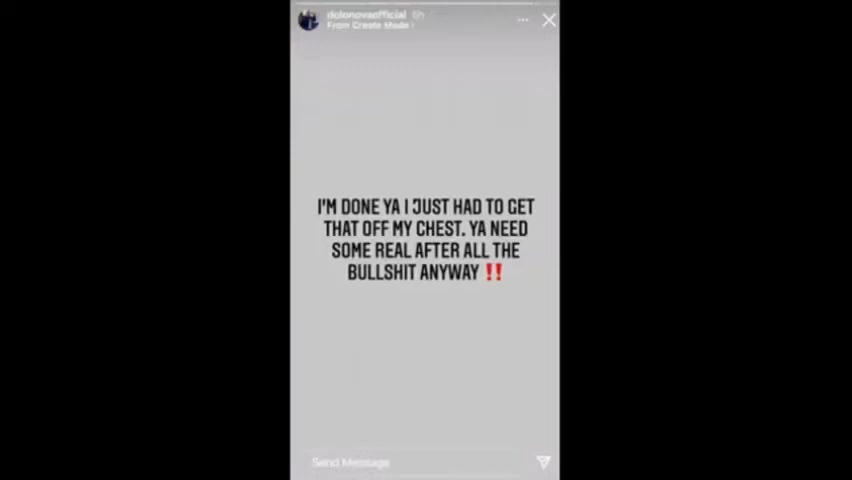 dolonovaofficial 6h
From Create Mode ›
I'M DONE YA I JUST HAD TO GET
THAT OFF MY CHEST. YA NEED
SOME REAL AFTER ALL THE
BULLSHIT ANYWAY ‼️
Send Message